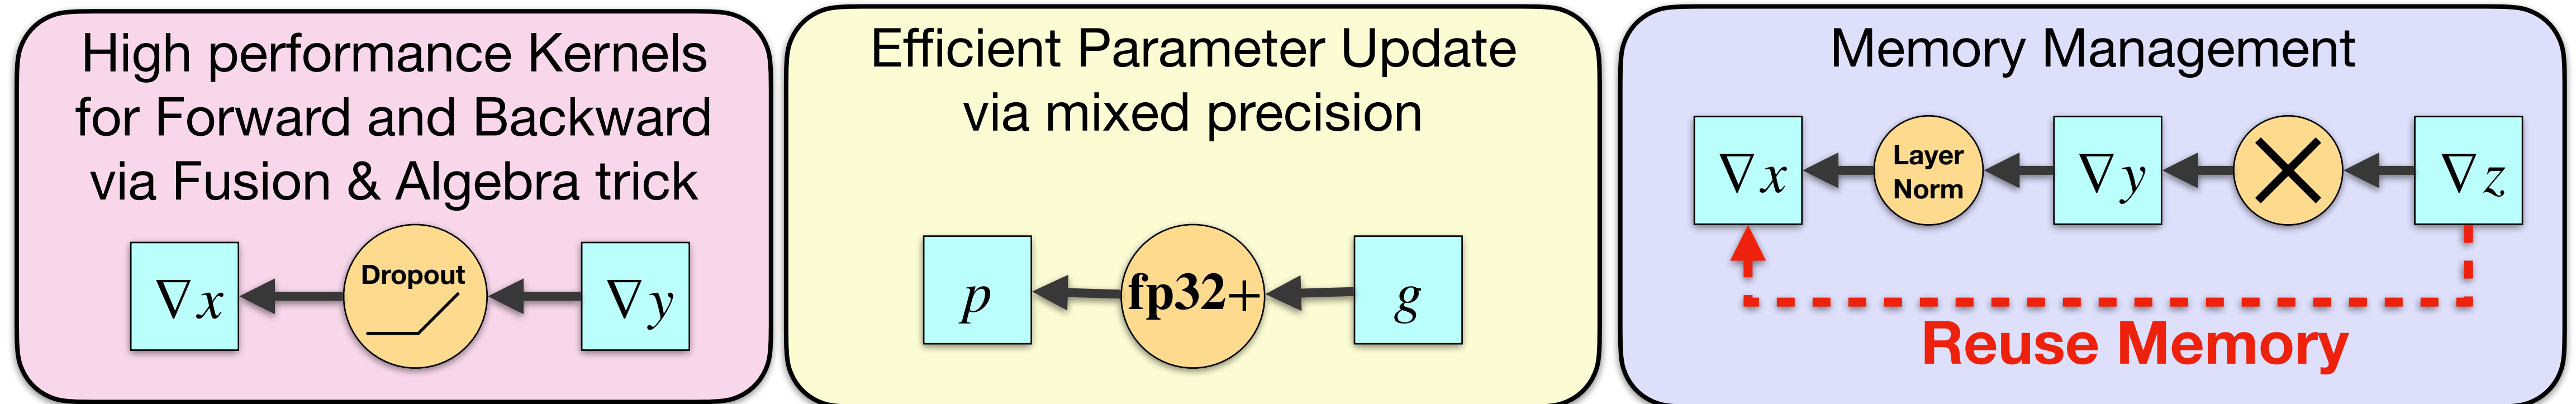 High performance Kernels
for Forward and Backward
via Fusion & Algebra trick
∇x
Dropout
∇y
Efficient Parameter Update
via mixed precision
p
fp32+
g
Memory Management
∇x
Layer
Norm
∇y
∇z
Reuse Memory